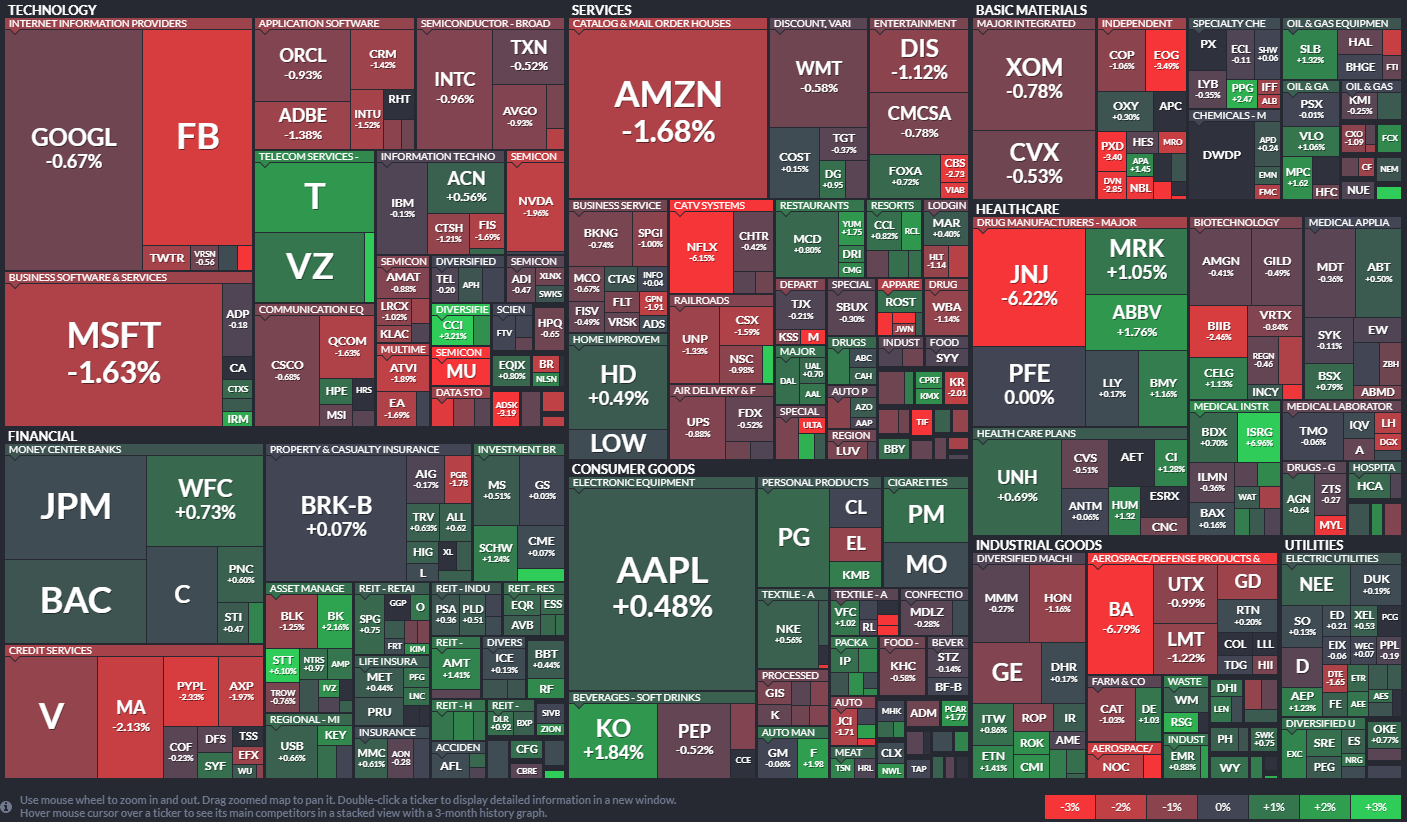 TECHNOLOGY
INTERNET INFORMATION PROVIDERS
GOOGL
-0.67%
FB
TWTR
VRSN
-0.56
APPLICATION SOFTWARE
ORCL
-0.93%
CRM
-1.42%
ADBE
-1.38%
INTU
-1.52%
RHT
SEMICONDUCTOR - BROAD
INTC
-0.96%
TXN
-0.52%
AVGO
-0.93%
TELECOM SERVICES -
T
VZ
INFORMATION TECHNO
IBM
-0.13%
ACN
+0.56%
CTSH
-1.21%
FIS
-1.69%
SEMICON
NVDA
-1.96%
BUSINESS SOFTWARE & SERVICES
MSFT
-1.63%
ADP
-0.18
CA
CTXS
IRM
COMMUNICATION EQ
CSCO
-0.68%
QCOM
-1.63%
HPE
HRS
MSI
SEMICON
AMAT
-0.88%
LRCX
-1.02%
KLAC
DIVERSIFIED
TEL
-0.20
APH
SEMICON
ADI
-0.47
XLNX
SWKS
DIVERSIFIE
CCI
+3.21%
SCIEN
FTV
HPQ
-0.65
MULTIME
ATVI
-1.89%
EA
-1.69%
SEMICON
MU
DATA STO
EQIX
+0.80%
BR
NLSN
ADSK
-3.19
SERVICES
CATALOG & MAIL ORDER HOUSES
AMZN
-1.68%
DISCOUNT, VARI
WMT
-0.58%
COST
+0.15%
TGT
-0.37%
DG
+0.95
ENTERTAINMENT
DIS
-1.12%
CMCSA
-0.78%
FOXA
+0.72%
CBS
-2.73
VIAB
BUSINESS SERVICE
BKNG
-0.74%
SPGI
-1.00%
MCO
-0.67%
CTAS
INFO
+0.04
FLT
GPN
-1.91
FISV
-0.49%
VRSK
ADS
CATV SYSTEMS
NFLX
-6.15%
CHTR
-0.42%
RESTAURANTS
MCD
+0.80%
YUM
+1.75
DRI
CMG
RESORTS
CCL
+0.82%
RCL
LODGIN
MAR
+0.40%
HLT
-1.14
RAILROADS
UNP
-1.33%
CSX
-1.59%
NSC
-0.98%
DEPART
TJX
-0.21%
KSS
M
SPECIAL
SBUX
-0.30%
APPARE
ROST
JWN
DRUG
WBA
-1.14%
HOME IMPROVEM
HD
+0.49%
LOW
MAJOR
DAL
UAL
+0.70
AAL
DRUGS
ABC
CAH
INDUST
FOOD
SYY
AIR DELIVERY & F
UPS
-0.88%
FDX
-0.52%
SPECIAL
ULTA
AUTO P
AZO
AAP
CPRT
KMX
KR
-2.01
REGION
LUV
TIF
BBY
BASIC MATERIALS
MAJOR INTEGRATED
XOM
-0.78%
CVX
-0.53%
INDEPENDENT
COP
-1.06%
EOG
-3.49%
OXY
+0.30%
APC
PXD
-3.40
HES
MRO
APA
+1.45
DVN
-2.85
NBL
SPECIALTY CHE
PX
ECL
-0.11
SHW
+0.06
LYB
-0.35%
PPG
+2.47
IFF
ALB
CHEMICALS - M
DWDP
APD
+0.24
EMN
FMC
OIL & GAS EQUIPMEN
SLB
+1.32%
HAL
BHGE
FTI
OIL & GA
PSX
-0.01%
VLO
+1.06%
MPC
+1.62
HFC
OIL & GAS
KMI
-0.25%
CXO
-1.09
FCX
CF
NEM
NUE
HEALTHCARE
DRUG MANUFACTURERS - MAJOR
JNJ
-6.22%
MRK
+1.05%
ABBV
+1.76%
PFE
0.00%
LLY
+0.17%
BMY
+1.16%
BIOTECHNOLOGY
AMGN
-0.41%
GILD
-0.49%
BIIB
-2.46%
VRTX
-0.84%
REGN
-0.46
CELG
+1.13%
INCY
MEDICAL APPLIA
MDT
-0.36%
ABT
+0.50%
SYK
-0.11%
EW
ZBH
BSX
+0.79%
ABMD
HEALTH CARE PLANS
UNH
+0.69%
CVS
-0.51%
AET
CI
+1.28%
ANTM
+0.06%
HUM
+1.32
ESRX
CNC
MEDICAL INSTR
BDX
+0.70%
ISRG
+6.96%
ILMN
-0.36%
WAT
BAX
+0.16%
MEDICAL LABORATOR
TMO
-0.06%
IQV
LH
A
DGX
DRUGS - G
AGN
+0.64
ZTS
-0.27
MYL
HOSPITA
HCA
FINANCIAL
MONEY CENTER BANKS
JPM
WFC
+0.73%
BAC
C
PNC
+0.60%
STI
+0.47
PROPERTY & CASUALTY INSURANCE
BRK-B
+0.07%
AIG
-0.17%
PGR
-1.78
TRV
+0.63%
ALL
+0.62
HIG
XL
L
INVESTMENT BR
MS
+0.51%
GS
+0.03%
SCHW
+1.24%
CME
+0.07%
CREDIT SERVICES
V
MA
-2.13%
PYPL
-2.33%
AXP
-1.97%
COF
-0.23%
DFS
TSS
SYF
EFX
WU
ASSET MANAGE
BLK
-1.25%
BK
+2.16%
STT
+6.10%
NTRS
+0.97
AMP
TROW
-0.76%
IVZ
REGIONAL - MI
USB
+0.66%
KEY
REIT - RETAI
SPG
+0.75
GGP
O
FRT
KIM
LIFE INSURA
MET
+0.44%
PFG
LNC
PRU
INSURANCE
MMC
+0.61%
AON
-0.28
REIT - INDU
PSA
+0.36
PLD
+0.51
REIT -
AMT
+1.41%
REIT - H
ACCIDEN
AFL
REIT - RES
EQR
ESS
AVB
DIVERS
ICE
+0.13%
BBT
+0.44%
RF
REIT -
DLR
+0.92
BXP
SIVB
ZION
CFG
CBRE
CONSUMER GOODS
ELECTRONIC EQUIPMENT
AAPL
+0.48%
PERSONAL PRODUCTS
PG
CL
EL
KMB
CIGARETTES
PM
MO
TEXTILE - A
NKE
+0.56%
TEXTILE - A
VFC
+1.02
RL
CONFECTIO
MDLZ
-0.28%
BEVERAGES - SOFT DRINKS
KO
+1.84%
PEP
-0.52%
CCE
PACKA
IP
FOOD -
KHC
-0.58%
BEVER
STZ
-0.14%
BF-B
PROCESSED
GIS
K
AUTO
JCI
-1.71
MHK
ADM
PCAR
+1.77
AUTO MAN
GM
-0.06%
F
+1.98
MEAT
TSN
HRL
CLX
NWL
TAP
INDUSTRIAL GOODS
DIVERSIFIED MACHI
MMM
-0.27%
HON
-1.16%
GE
DHR
+0.17%
ITW
+0.86%
ROP
IR
ETN
+1.41%
ROK
AME
CMI
AEROSPACE/DEFENSE PRODUCTS &
BA
-6.79%
UTX
-0.99%
GD
RTN
+0.20%
LMT
-1.22%
COL
LLL
TDG
HII
FARM & CO
CAT
-1.03%
DE
+1.03
WASTE
WM
RSG
DHI
LEN
AEROSPACE/
NOC
INDUST
EMR
+0.88%
PH
SWK
+0.75
WY
UTILITIES
ELECTRIC UTILITIES
NEE
DUK
+0.19%
SO
+0.13%
ED
+0.21
XEL
+0.53
PCG
D
EIX
-0.06
WEC
+0.07
PPL
-0.19
DTE
-1.65
ETR
AEP
+1.23%
FE
AEE
AES
DIVERSIFIED U
EXC
SRE
ES
OKE
+0.77%
PEG
NRG
Use mouse wheel to zoom in and out. Drag zoomed map to pan it. Double-click a ticker to display detailed information in a new window.
Hover mouse cursor over a ticker to see its main competitors in a stacked view with a 3-month history graph.
-3% -2% -1% 0% +1% +2% +3%